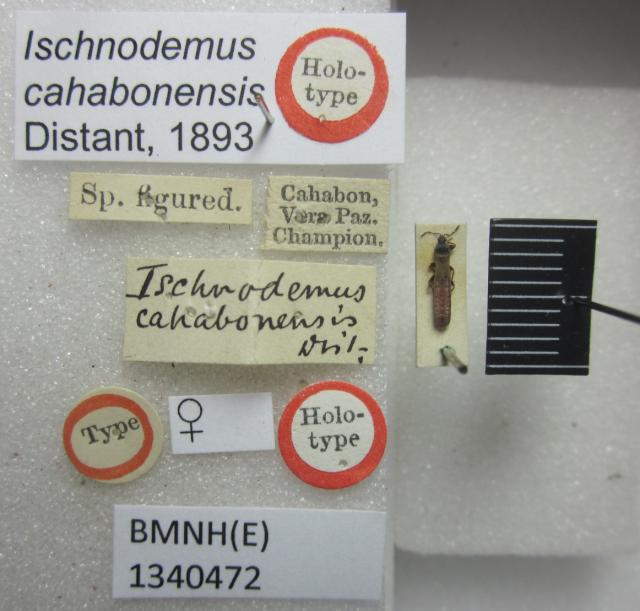 Ischnodemus
cahabonensis
Distant, 1893
Holo-
type
Sp. figured.
Cahabon,
Vera Paz.
Champion.
Ischnodemus
cahabonensis
Dist.
Type
♀
Holo-
type
BMNH(E)
1340472